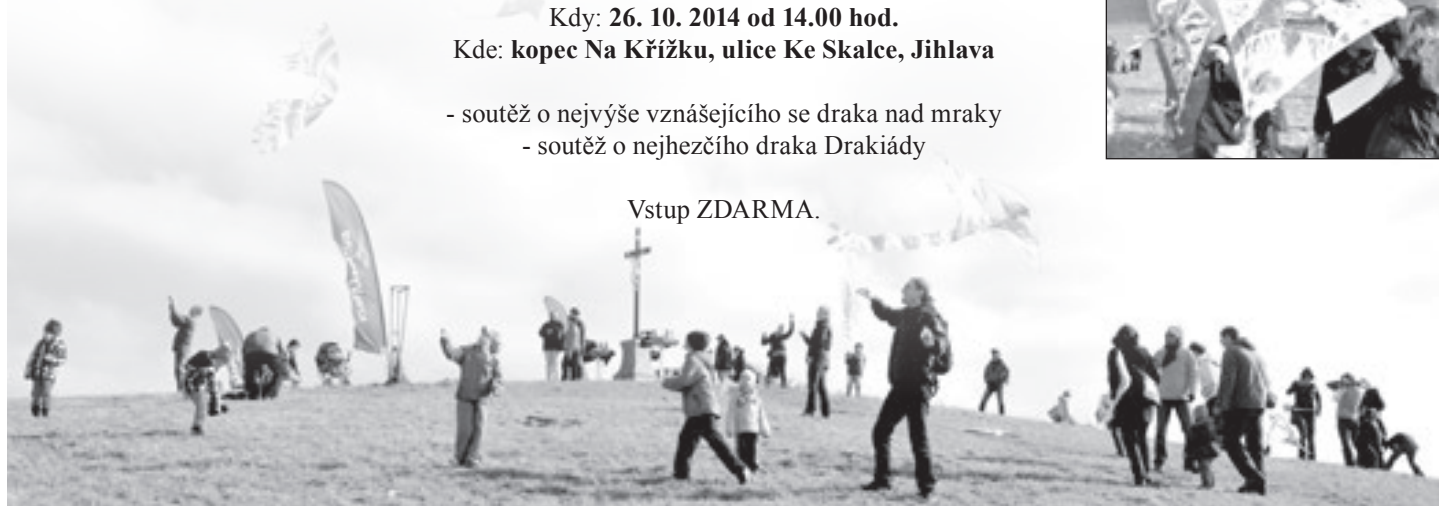 Kdy: 26. 10. 2014 od 14.00 hod.
Kde: kopec Na Křížku, ulice Ke Skalce, Jihlava
- soutěž o nejvýše vznášejícího se draka nad mraky
- soutěž o nejhezčího draka Drakiády
Vstup ZDARMA.